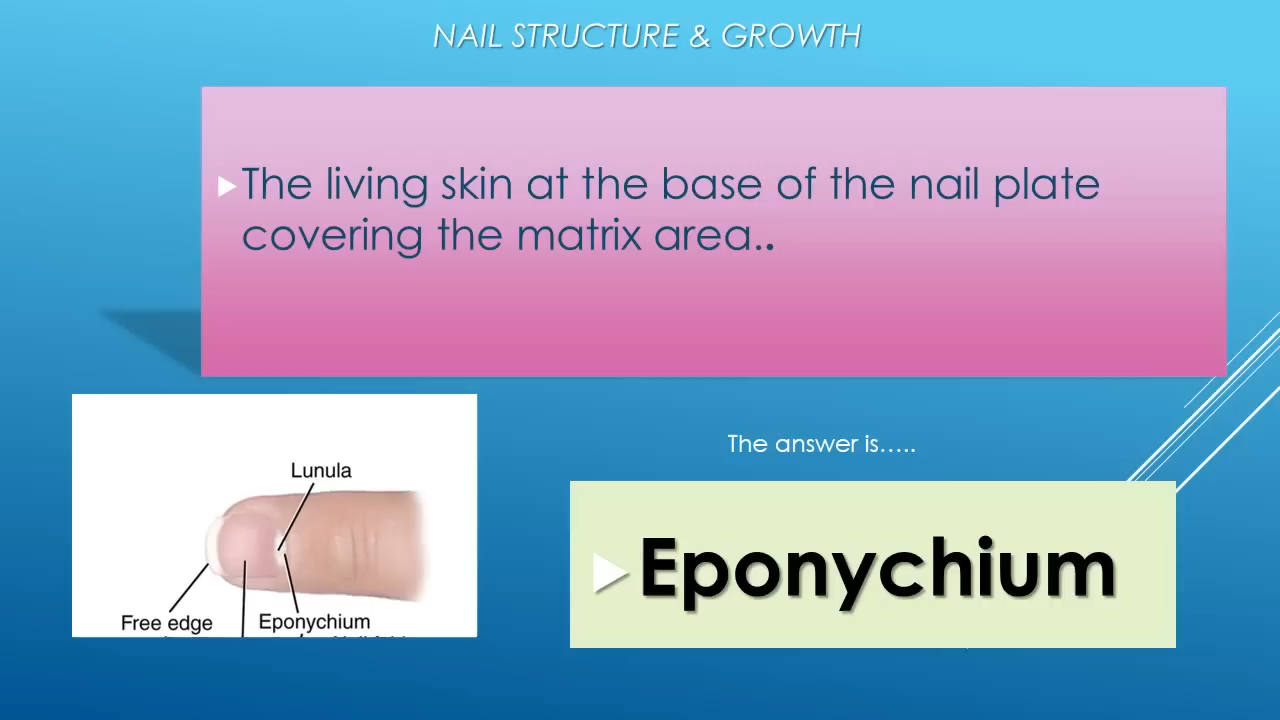 NAIL STRUCTURE & GROWTH
The living skin at the base of the nail plate
covering the matrix area..
The answer is…..
Eponychium
Lunula
Free edge
Eponychium